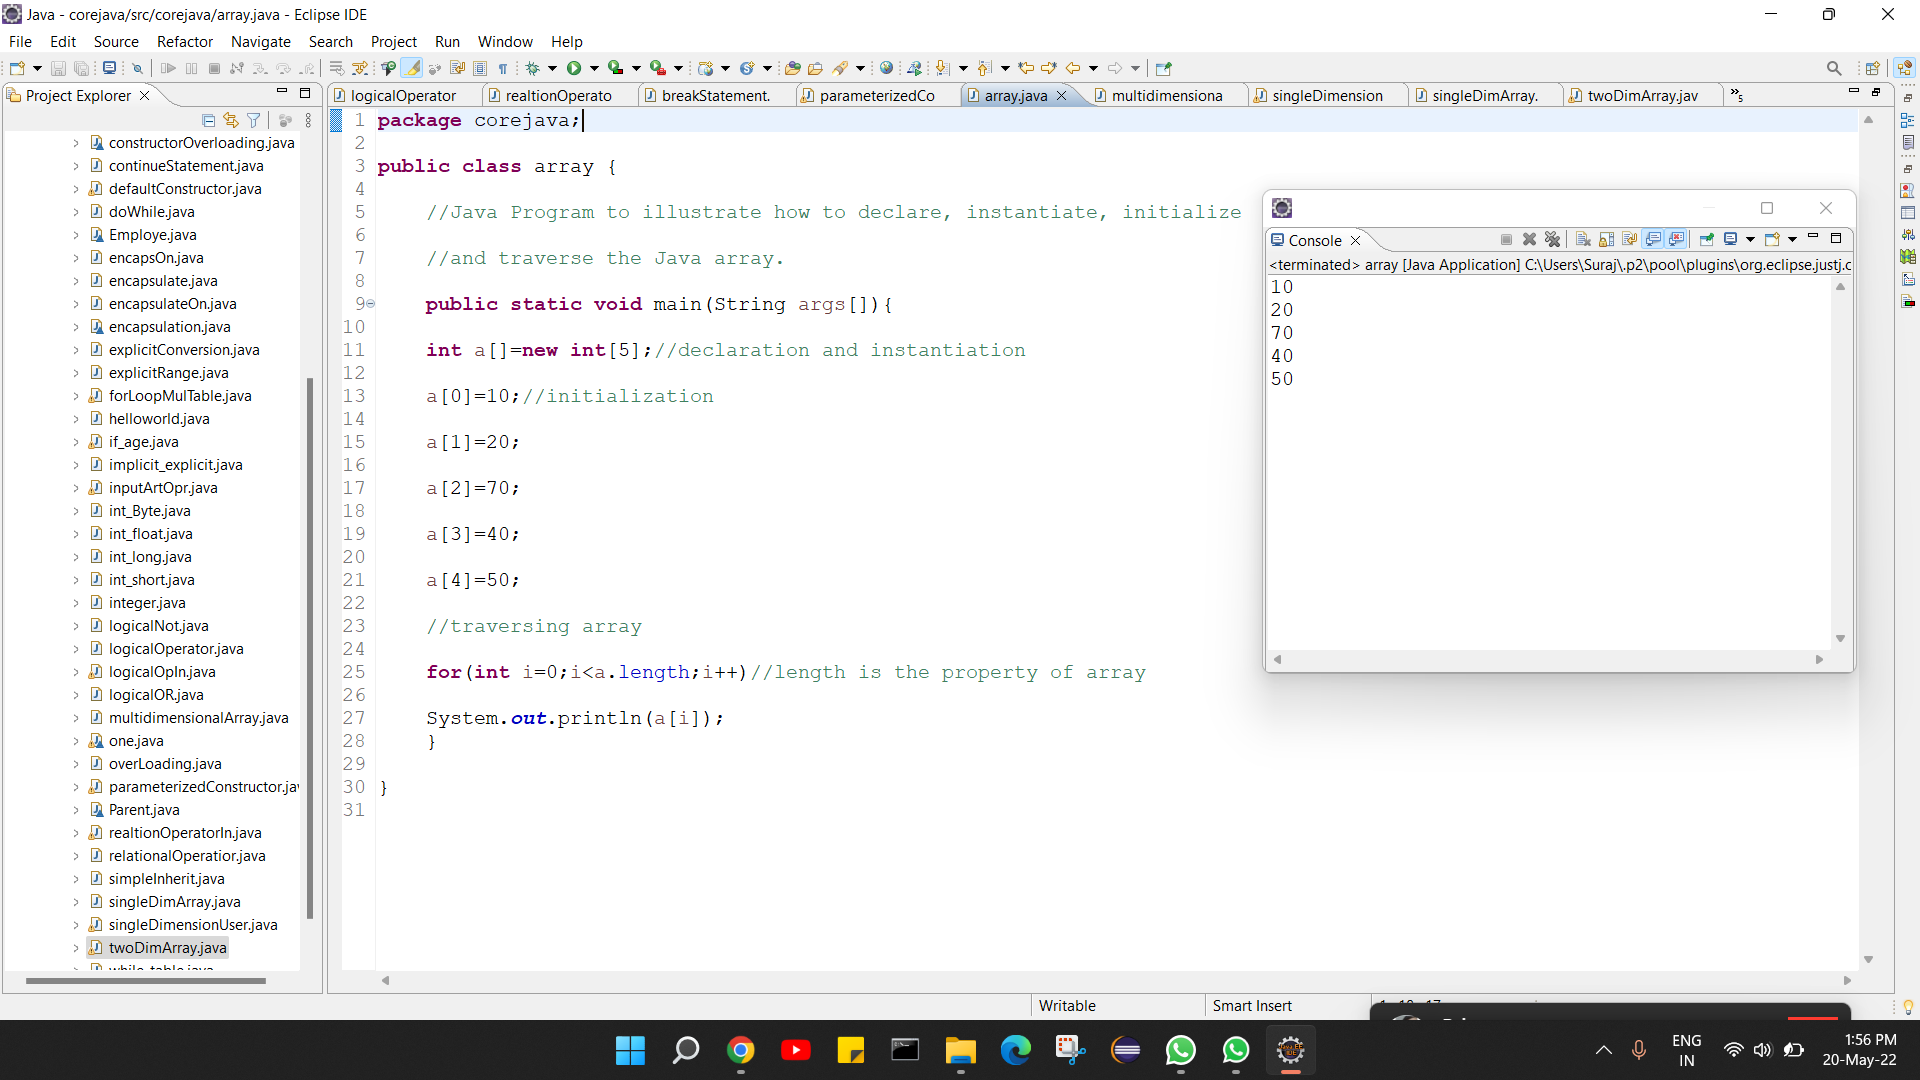 Java - corejava/src/corejava/array.java - Eclipse IDE
File Edit Source Refactor Navigate Search Project Run Window Help
Project Explorer
constructorOverloading.java
continueStatement.java
defaultConstructor.java
doWhile.java
Employe.java
encapsOn.java
encapsulate.java
encapsulateOn.java
encapsulation.java
explicitConversion.java
explicitRange.java
forLoopMulTable.java
helloworld.java
if_age.java
implicit_explicit.java
inputArtOpr.java
int_Byte.java
int_float.java
int_long.java
int_short.java
integer.java
logicalNot.java
logicalOperator.java
logicalOpIn.java
logicalOR.java
multidimensionalArray.java
one.java
overLoading.java
parameterizedConstructor.jav
Parent.java
realtionOperatorIn.java
relationalOperatior.java
simpleInherit.java
singleDimArray.java
singleDimensionUser.java
twoDimArray.java
while_table.java
logicalOperator realtionOperato breakStatement. parameterizedCo array.java multidimensiona singleDimension singleDimArray. twoDimArray.jav »5
1 package corejava;
2
3 public class array {
4
5 //Java Program to illustrate how to declare, instantiate, initialize
6
7 //and traverse the Java array.
8
9 public static void main(String args[]){
10
11 int a[]=new int[5];//declaration and instantiation
12
13 a[0]=10;//initialization
14
15 a[1]=20;
16
17 a[2]=70;
18
19 a[3]=40;
20
21 a[4]=50;
22
23 //traversing array
24
25 for(int i=0;i<a.length;i++)//length is the property of array
26
27 System.out.println(a[i]);
28 }
29
30 }
31
Console
<terminated> array [Java Application] C:\Users\Suraj\.p2\pool\plugins\org.eclipse.justj.c
10
20
70
40
50
Writable Smart Insert
ENG
IN
1:56 PM
20-May-22